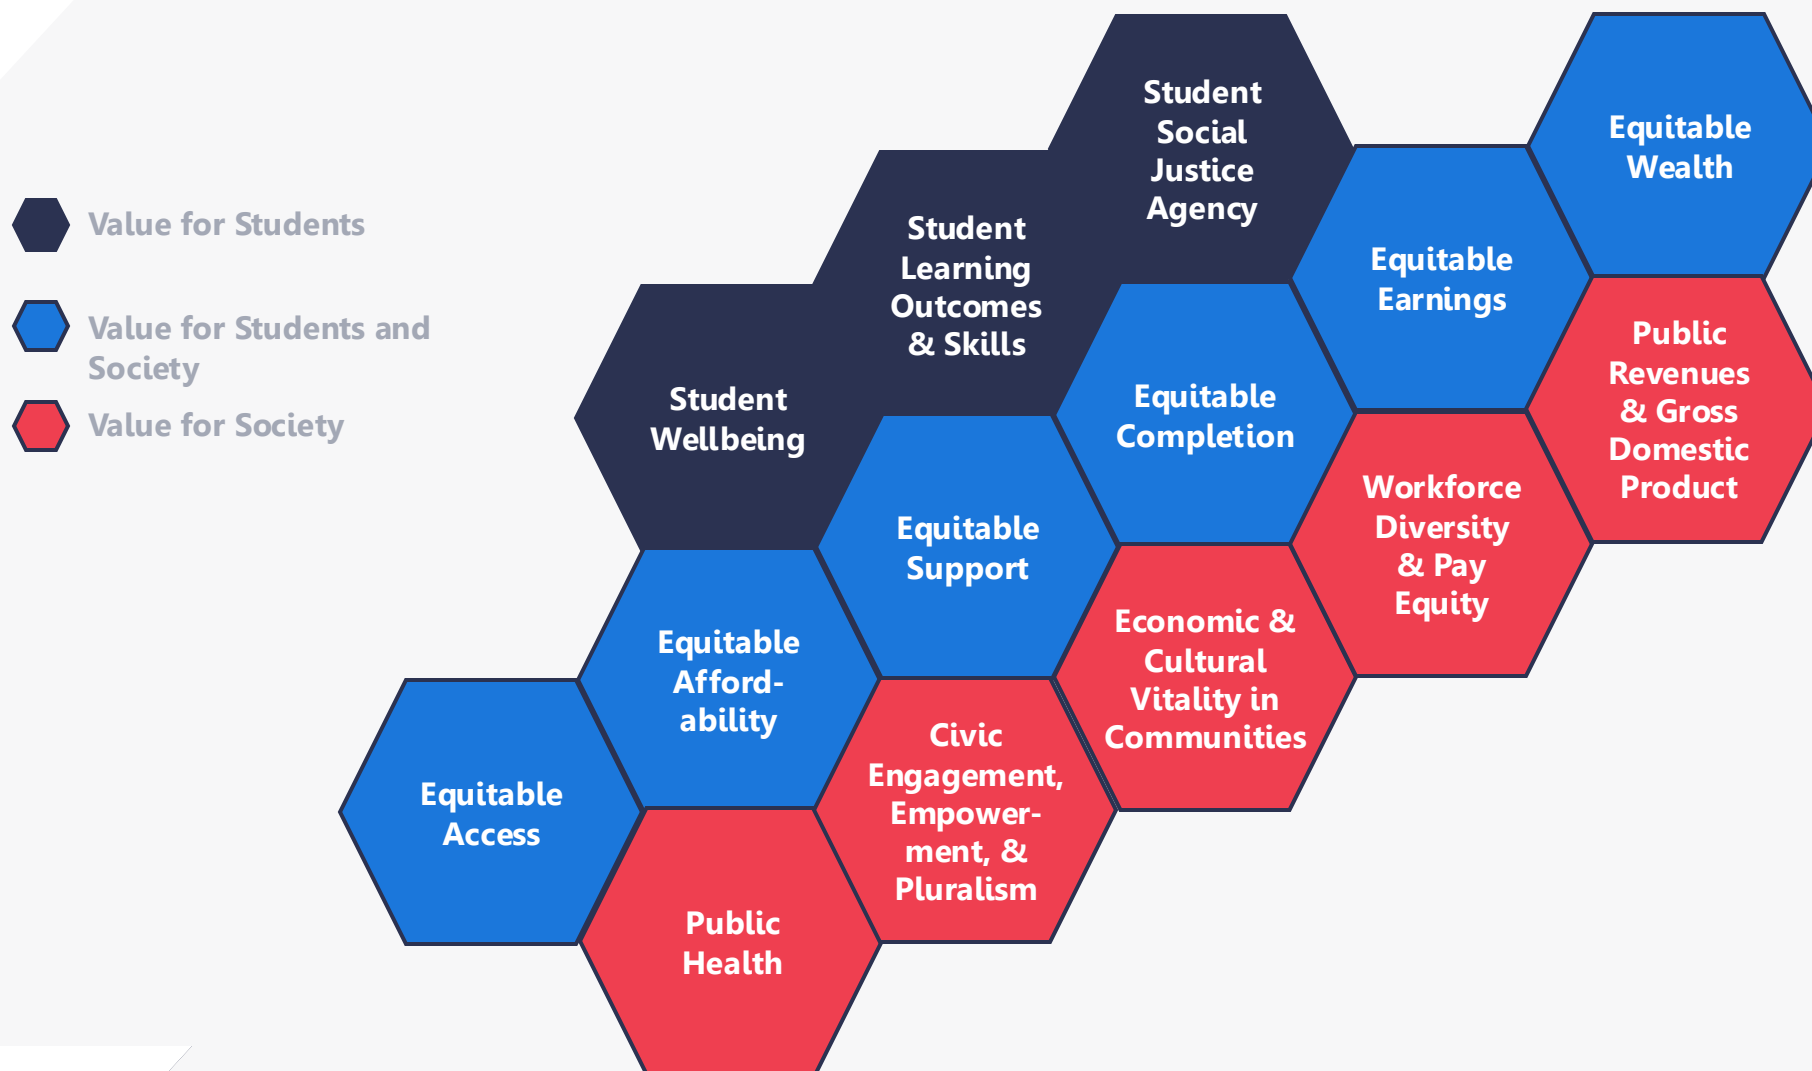 Value for Students
Value for Students and
Society
Value for Society
Student
Social
Justice
Agency
Equitable
Wealth
Student
Learning
Outcomes
& Skills
Equitable
Earnings
Student
Wellbeing
Equitable
Completion
Public
Revenues
& Gross
Domestic
Product
Equitable
Support
Workforce
Diversity
& Pay
Equity
Equitable
Afford-
ability
Economic &
Cultural
Vitality in
Communities
Equitable
Access
Civic
Engagement,
Empower-
ment, &
Pluralism
Public
Health